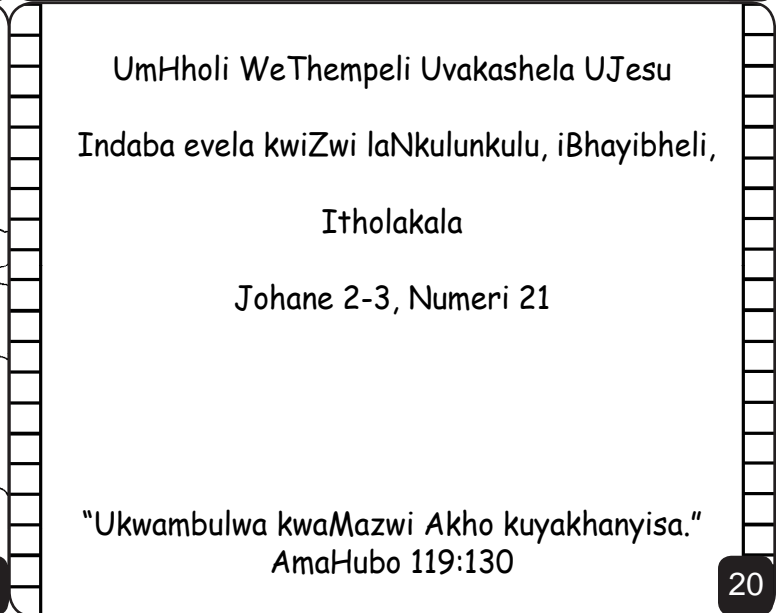 UmHholi WeThempeli Uvakashela UJesu
Indaba evela kwiZwi laNkulunkulu, iBhayibheli,
Itholakala
Johane 2-3, Numeri 21
“Ukwambulwa kwaMazwi Akho kuyakhanyisa.”
AmaHubo 119:130
20